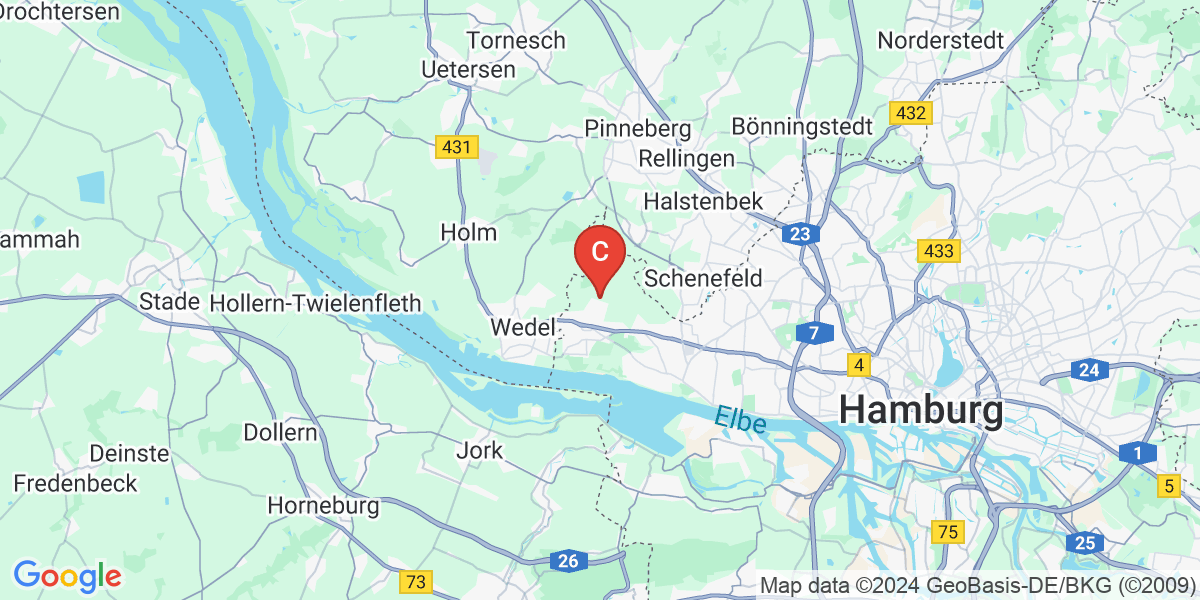 Drochtersen
Tornesch
Norderstedt
Uetersen
432
Pinneberg
Bönningstedt
431
Rellingen
Halstenbek
Holm
23
ammah
433
C
Schenefeld
Stade
Hollern-Twielenfleth
Wedel
7
4
24
Hamburg
Elbe
Dollern
Jork
Deinste
1
Fredenbeck
5
Horneburg
75
25
26
73
Google
Map data ©2024 GeoBasis-DE/BKG (©2009)